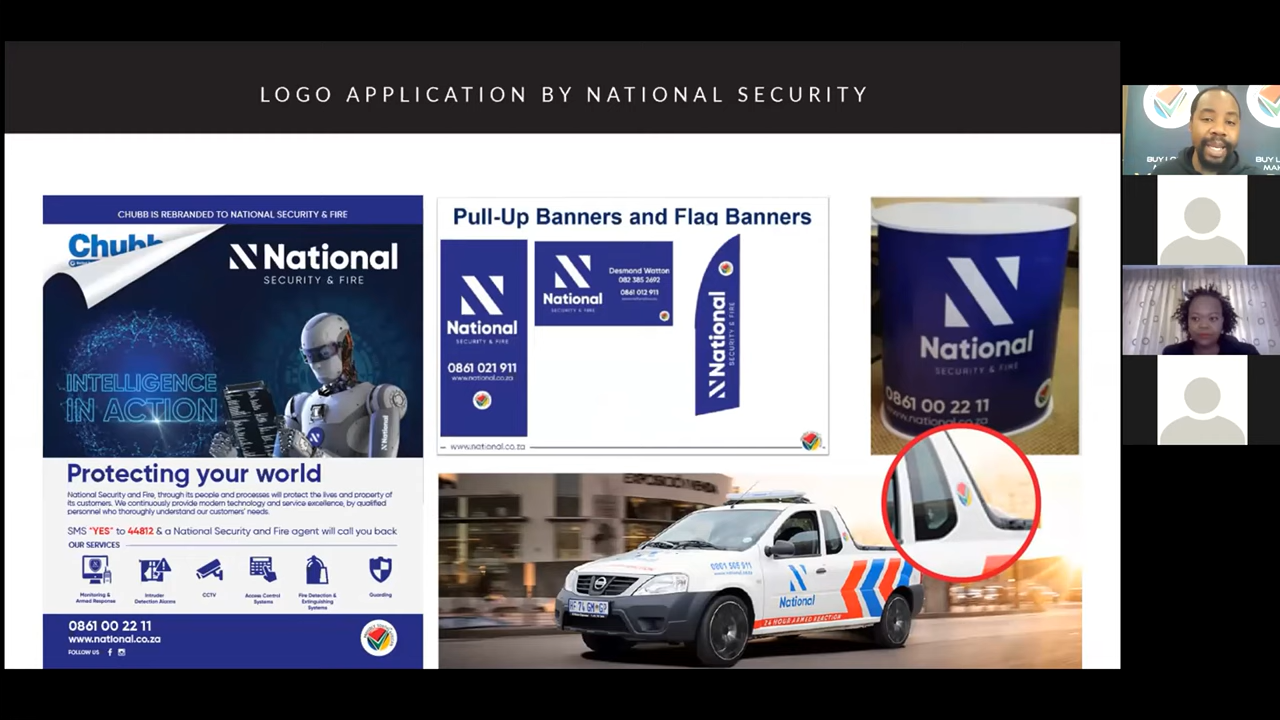 LOGO APPLICATION BY NATIONAL SECURITY
CHUBB IS REBRANDED TO NATIONAL SECURITY & FIRE
Chubb
National
SECURITY & FIRE
INTELLIGENCE
IN ACTION
National
Protecting your world
National Security and Fire, through its people and processes will protect the lives and property of
its customers. We continuously provide modern technology and service excellence, by qualified
personnel who thoroughly understand our customers' needs.
SMS "YES" to 44812 & a National Security and Fire agent will call you back
OUR SERVICES
Monitoring &
Armed Response
Intruder
Detection Alarms
CCTV
Access Control
Systems
Fire Detection &
Extinguishing
Systems
Guarding
0861 00 22 11
www.national.co.za
FOLLOW US
Pull-Up Banners and Flag Banners
National
SECURITY & FIRE
0861 021 911
www.national.co.za
National
SECURITY & FIRE
Desmond Watton
082 385 2692
0861 012 911
National
SECURITY & FIRE
www.national.co.za
National
SECURITY & FIRE
0861 00 22 11
www.national.co.za
National
24 HOUR ARMED REACTION
BUY L